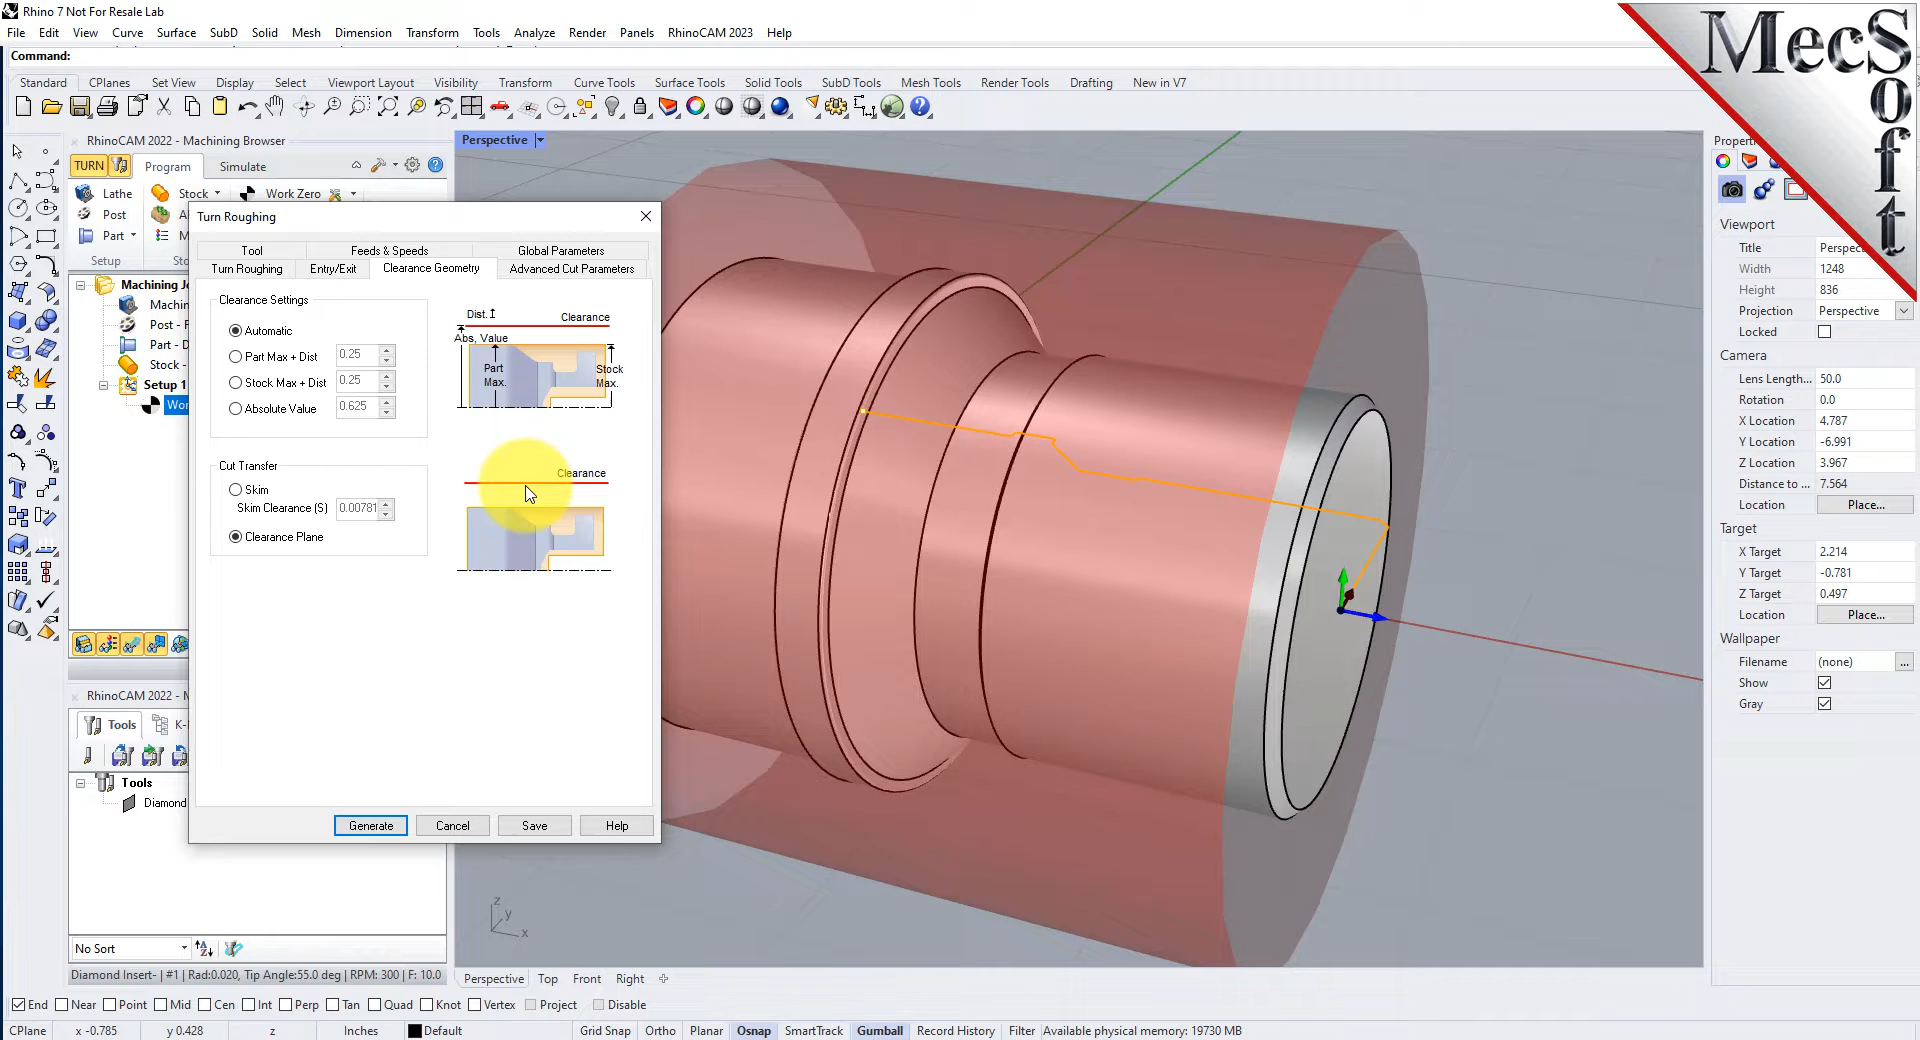 Rhino 7 Not For Resale Lab
File Edit View Curve Surface SubD Solid Mesh Dimension Transform Tools Analyze Render Panels RhinoCAM 2023 Help
Command:
Standard CPlanes Set View Display Select Viewport Layout Visibility Transform Curve Tools Surface Tools Solid Tools SubD Tools Mesh Tools Render Tools Drafting New in V7
MecSoft
RhinoCAM 2022 - Machining Browser
TURN Program Simulate
Lathe Stock Work Zero
Post
Part
Setup
Machining Jo
Machin
Post - F
Part - D
Stock -
Setup 1
Wor
RhinoCAM 2022 - M
Tools K-
Tools
Diamond
No Sort
Diamond Insert- | #1 | Rad:0.020, Tip Angle:55.0 deg | RPM: 300 | F: 10.0
Turn Roughing
Tool Feeds & Speeds Global Parameters
Turn Roughing Entry/Exit Clearance Geometry Advanced Cut Parameters
Clearance Settings
Automatic
Part Max + Dist 0.25
Stock Max + Dist 0.25
Absolute Value 0.625
Dist. Clearance
Abs, Value
Part Max.
Stock Max.
Cut Transfer
Skim
Skim Clearance (S) 0.00781
Clearance Plane
Clearance
Generate Cancel Save Help
Perspective
z
y
x
Perspective Top Front Right
Properti
Viewport
Title Perspec
Width 1248
Height 836
Projection Perspective
Locked
Camera
Lens Length... 50.0
Rotation 0.0
X Location 4.787
Y Location -6.991
Z Location 3.967
Distance to ... 7.564
Location Place...
Target
X Target 2.214
Y Target -0.781
Z Target 0.497
Location Place...
Wallpaper
Filename (none) ...
Show
Gray
End Near Point Mid Cen Int Perp Tan Quad Knot Vertex Project Disable
CPlane x -0.785 y 0.428 z Inches Default Grid Snap Ortho Planar Osnap SmartTrack Gumball Record History Filter Available physical memory: 19730 MB